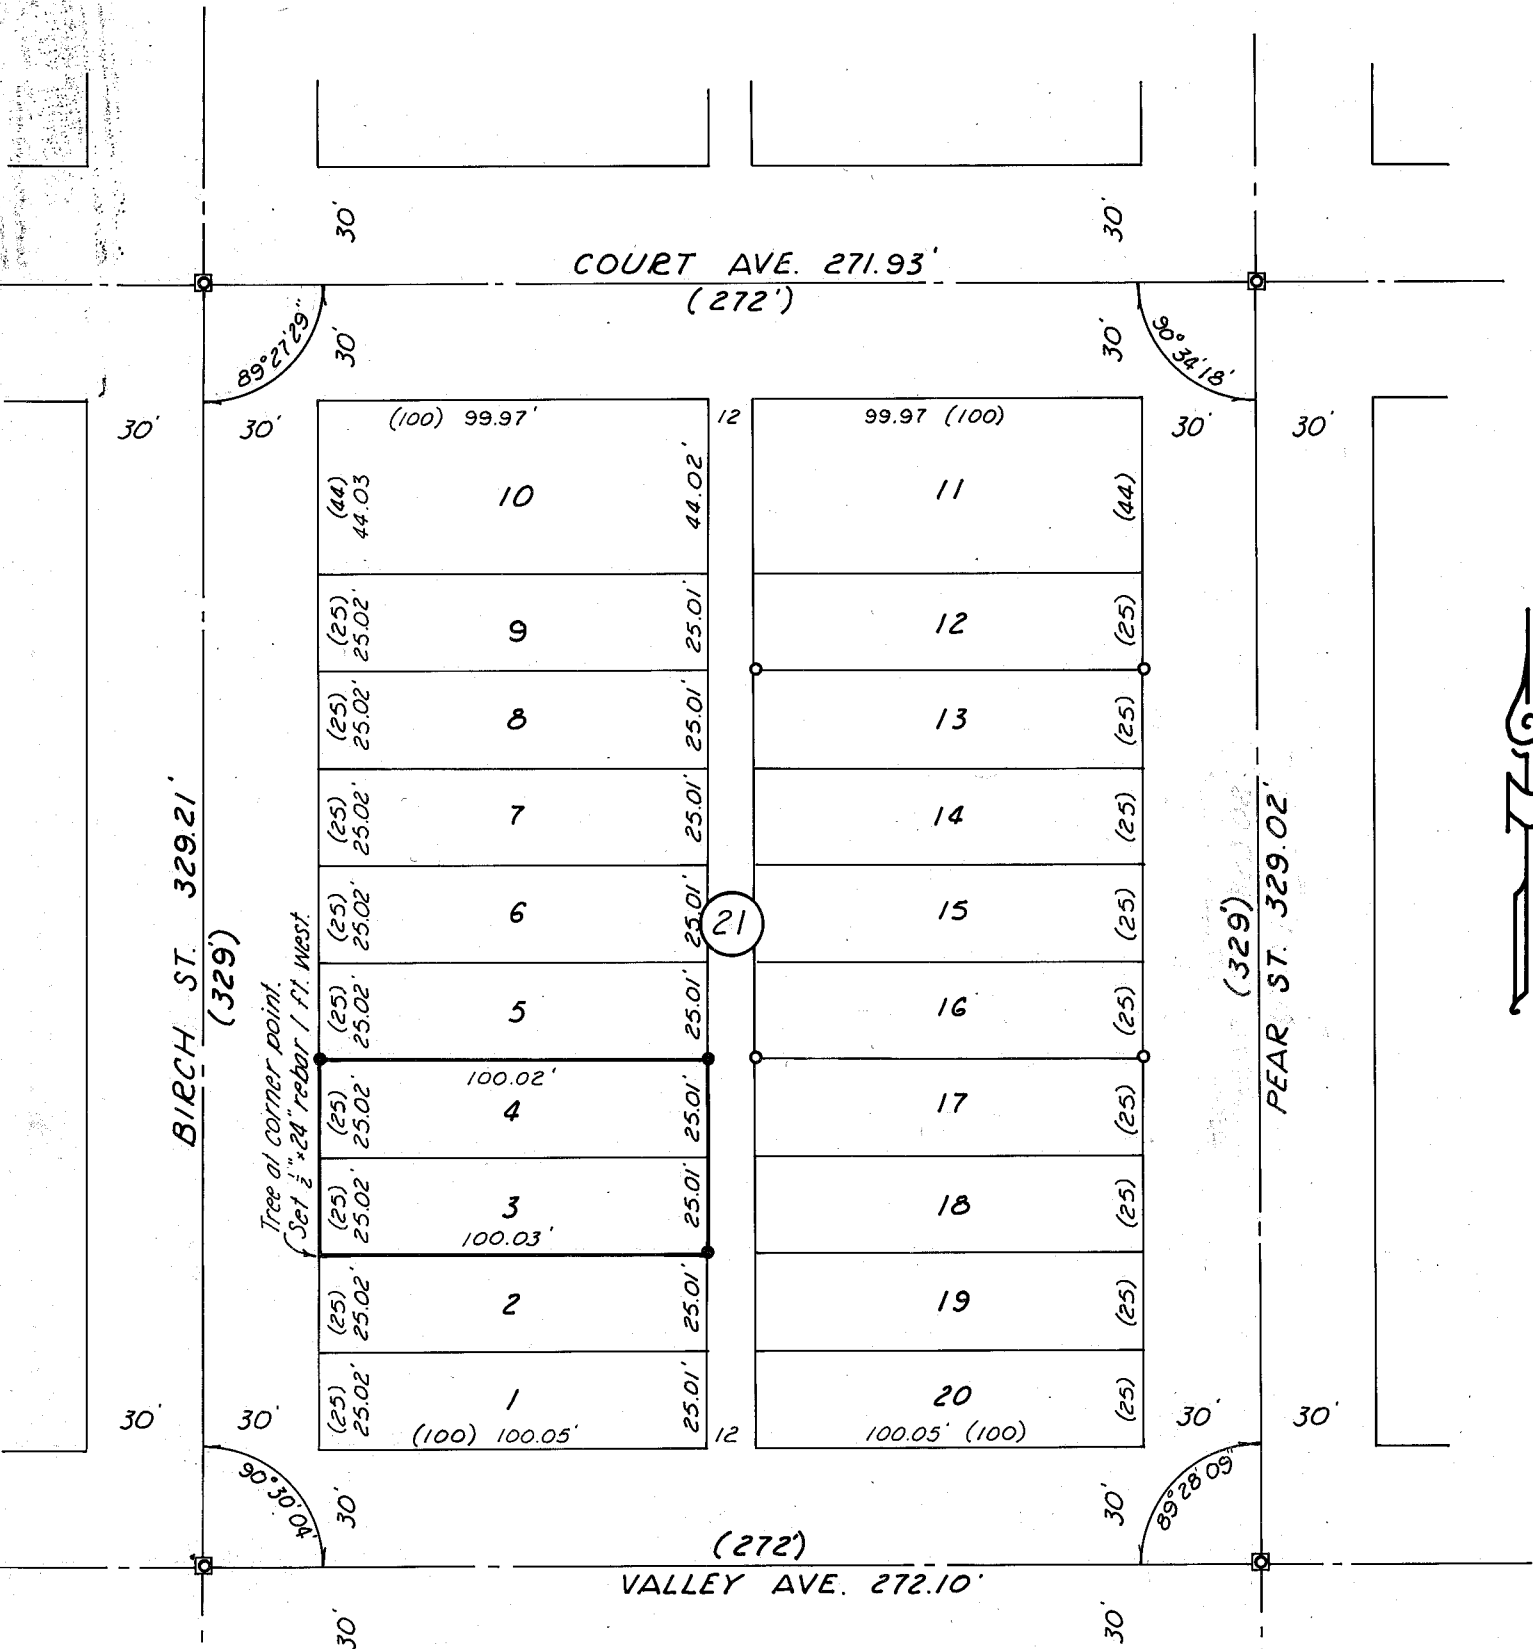 30' 30'
COURT AVE. 271.93'
(272')
89°27'29" 30' 30' 90°34'18'
30' 30' (100) 99.97' 12 99.97 (100) 30' 30'
(44) 44.03 10 44.02' 11 (44)
(25) 25.02' 9 25.01' 12 (25)
(25) 25.02' 8 25.01' 13 (25)
(25) 25.02' 7 25.01' 14 (25)
(25) 25.02' 6 25.01' 21 15 (25)
(25) 25.02' 5 25.01' 16 (25)
100.02'
(25) 25.02' 4 25.01' 17 (25)
(25) 25.02' 3 25.01' 18 (25)
100.03'
(25) 25.02' 2 25.01' 19 (25)
(25) 25.02' 1 25.01' 20 (25)
30' 30' (100) 100.05' 12 100.05' (100) 30' 30'
BIRCH ST. 329.21'
(329')
Tree at corner point.
Set ½"x24" rebar 1 ft. west.
(329')
PEAR ST. 329.02'
90°30'04' 30' 30' 89°28'09"
(272')
VALLEY AVE. 272.10'
30' 30'